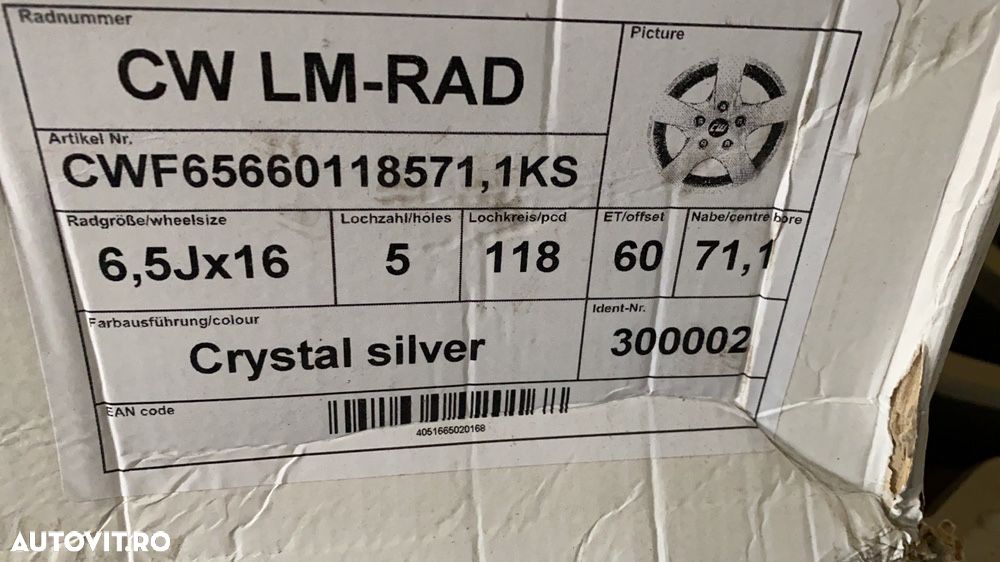 Radnummer
CW LM-RAD
Picture
CW
Artikel Nr.
CWF65660118571,1KS
Radgröße/wheelsize
6,5Jx16
Lochzahl/holes
5
Lochkreis/pcd
118
ET/offset
60
Nabe/centre bore
71,1
Farbausführung/colour
Crystal silver
Ident-Nr.
300002
EAN code
4051665020168
AUTOVIT.RO